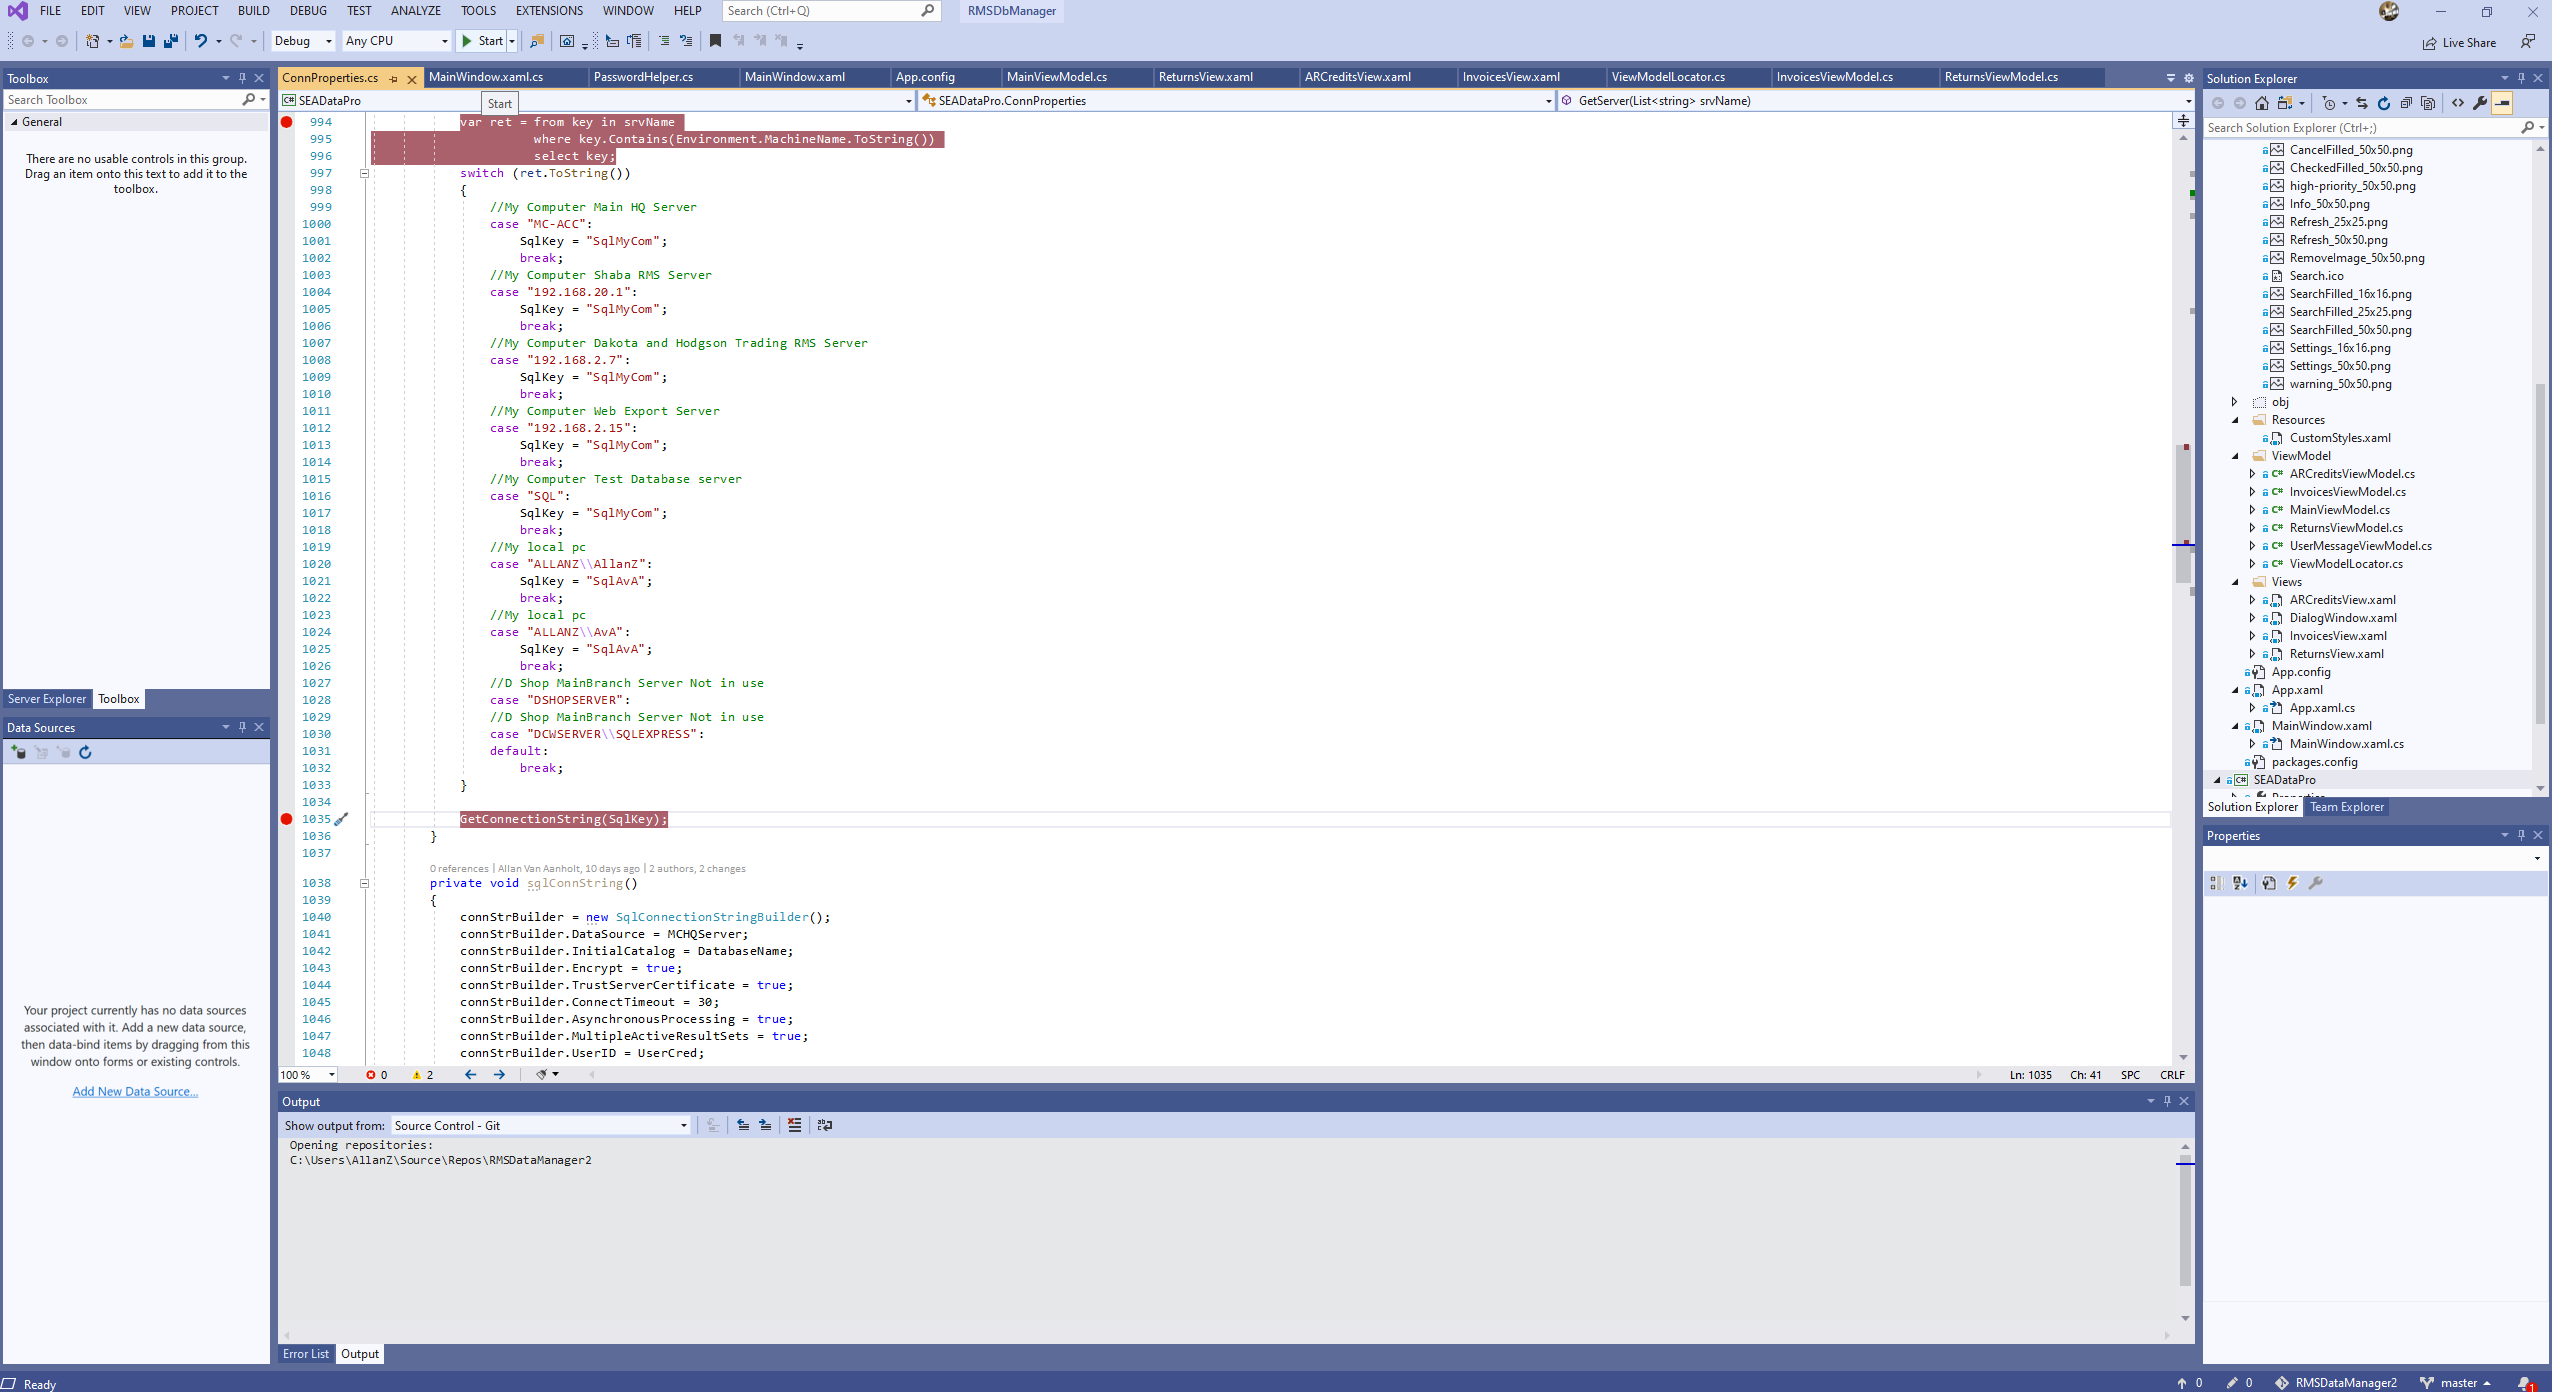 FILE EDIT VIEW PROJECT BUILD DEBUG TEST ANALYZE TOOLS EXTENSIONS WINDOW HELP Search (Ctrl+Q) RMSDbManager
Debug Any CPU Start Live Share
Toolbox
Search Toolbox
General
There are no usable controls in this group.
Drag an item onto this text to add it to the
toolbox.
Server Explorer Toolbox
Data Sources
Your project currently has no data sources
associated with it. Add a new data source,
then data-bind items by dragging from this
window onto forms or existing controls.
Add New Data Source...
ConnProperties.cs MainWindow.xaml.cs PasswordHelper.cs MainWindow.xaml App.config MainViewModel.cs ReturnsView.xaml ARCreditsView.xaml InvoicesView.xaml ViewModelLocator.cs InvoicesViewModel.cs ReturnsViewModel.cs
SEADataPro SEADataPro.ConnProperties GetServer(List<string> srvName)
Start
994 var ret = from key in srvName
995 where key.Contains(Environment.MachineName.ToString())
996 select key;
997 switch (ret.ToString())
998 {
999 //My Computer Main HQ Server
1000 case "MC-ACC":
1001 SqlKey = "SqlMyCom";
1002 break;
1003 //My Computer Shaba RMS Server
1004 case "192.168.20.1":
1005 SqlKey = "SqlMyCom";
1006 break;
1007 //My Computer Dakota and Hodgson Trading RMS Server
1008 case "192.168.2.7":
1009 SqlKey = "SqlMyCom";
1010 break;
1011 //My Computer Web Export Server
1012 case "192.168.2.15":
1013 SqlKey = "SqlMyCom";
1014 break;
1015 //My Computer Test Database server
1016 case "SQL":
1017 SqlKey = "SqlMyCom";
1018 break;
1019 //My local pc
1020 case "ALLANZ\\AllanZ":
1021 SqlKey = "SqlAvA";
1022 break;
1023 //My local pc
1024 case "ALLANZ\\AvA":
1025 SqlKey = "SqlAvA";
1026 break;
1027 //D Shop MainBranch Server Not in use
1028 case "DSHOPSERVER":
1029 //D Shop MainBranch Server Not in use
1030 case "DCWSERVER\\SQLEXPRESS":
1031 default:
1032 break;
1033 }
1034
1035 GetConnectionString(SqlKey);
1036 }
1037
0 references | Allan Van Aanholt, 10 days ago | 2 authors, 2 changes
1038 private void sqlConnString()
1039 {
1040 connStrBuilder = new SqlConnectionStringBuilder();
1041 connStrBuilder.DataSource = MCHQServer;
1042 connStrBuilder.InitialCatalog = DatabaseName;
1043 connStrBuilder.Encrypt = true;
1044 connStrBuilder.TrustServerCertificate = true;
1045 connStrBuilder.ConnectTimeout = 30;
1046 connStrBuilder.AsynchronousProcessing = true;
1047 connStrBuilder.MultipleActiveResultSets = true;
1048 connStrBuilder.UserID = UserCred;
100 % 0 2 Ln: 1035 Ch: 41 SPC CRLF
Output
Show output from: Source Control - Git
Opening repositories:
C:\Users\AllanZ\Source\Repos\RMSDataManager2
Error List Output
Solution Explorer
Search Solution Explorer (Ctrl+;)
CancelFilled_50x50.png
CheckedFilled_50x50.png
high-priority_50x50.png
Info_50x50.png
Refresh_25x25.png
Refresh_50x50.png
RemoveImage_50x50.png
Search.ico
SearchFilled_16x16.png
SearchFilled_25x25.png
SearchFilled_50x50.png
Settings_16x16.png
Settings_50x50.png
warning_50x50.png
obj
Resources
CustomStyles.xaml
ViewModel
C# ARCreditsViewModel.cs
C# InvoicesViewModel.cs
C# MainViewModel.cs
C# ReturnsViewModel.cs
C# UserMessageViewModel.cs
C# ViewModelLocator.cs
Views
ARCreditsView.xaml
DialogWindow.xaml
InvoicesView.xaml
ReturnsView.xaml
App.config
App.xaml
App.xaml.cs
MainWindow.xaml
MainWindow.xaml.cs
packages.config
C# SEADataPro
Solution Explorer Team Explorer
Properties
Ready 0 0 RMSDataManager2 master 1